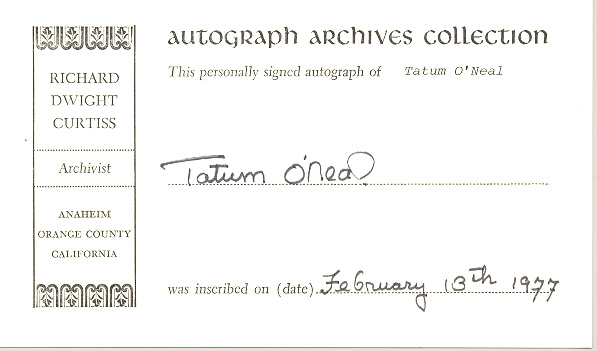 RICHARD
DWIGHT
CURTISS
Archivist
ANAHEIM
ORANGE COUNTY
CALIFORNIA
AUTOGRAPH ARCHIVES COLLECTION
This personally signed autograph of Tatum O'Neal
Tatum O'Neal
was inscribed on (date) February 13th 1977